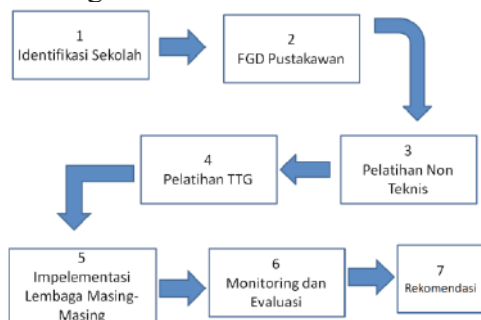 1
Identifikasi Sekolah
2
FGD Pustakawan
3
Pelatihan Non
Teknis
4
Pelatihan TTG
5
Impelementasi
Lembaga Masing-
Masing
6
Monitoring dan
Evaluasi
7
Rekomendasi